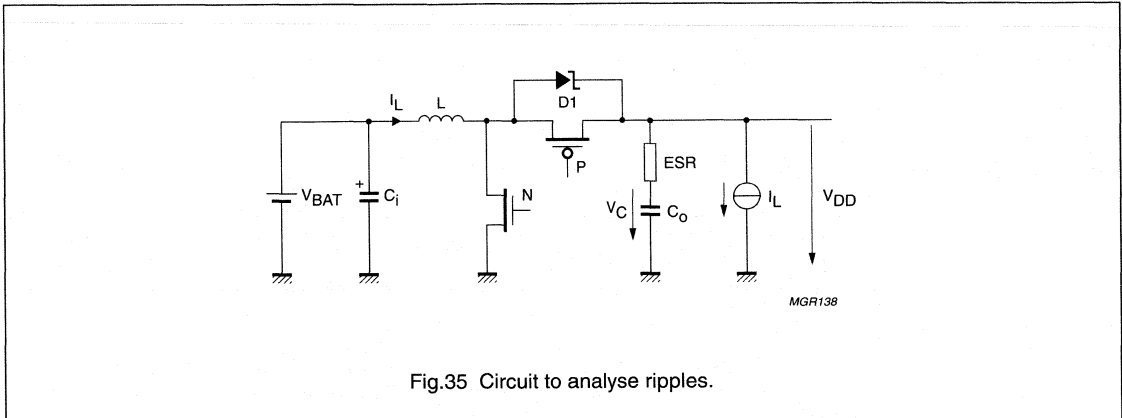 D1
I_L
L
P
ESR
V_BAT
+
C_i
N
V_C
C_o
I_L
V_DD
MGR138
Fig.35 Circuit to analyse ripples.